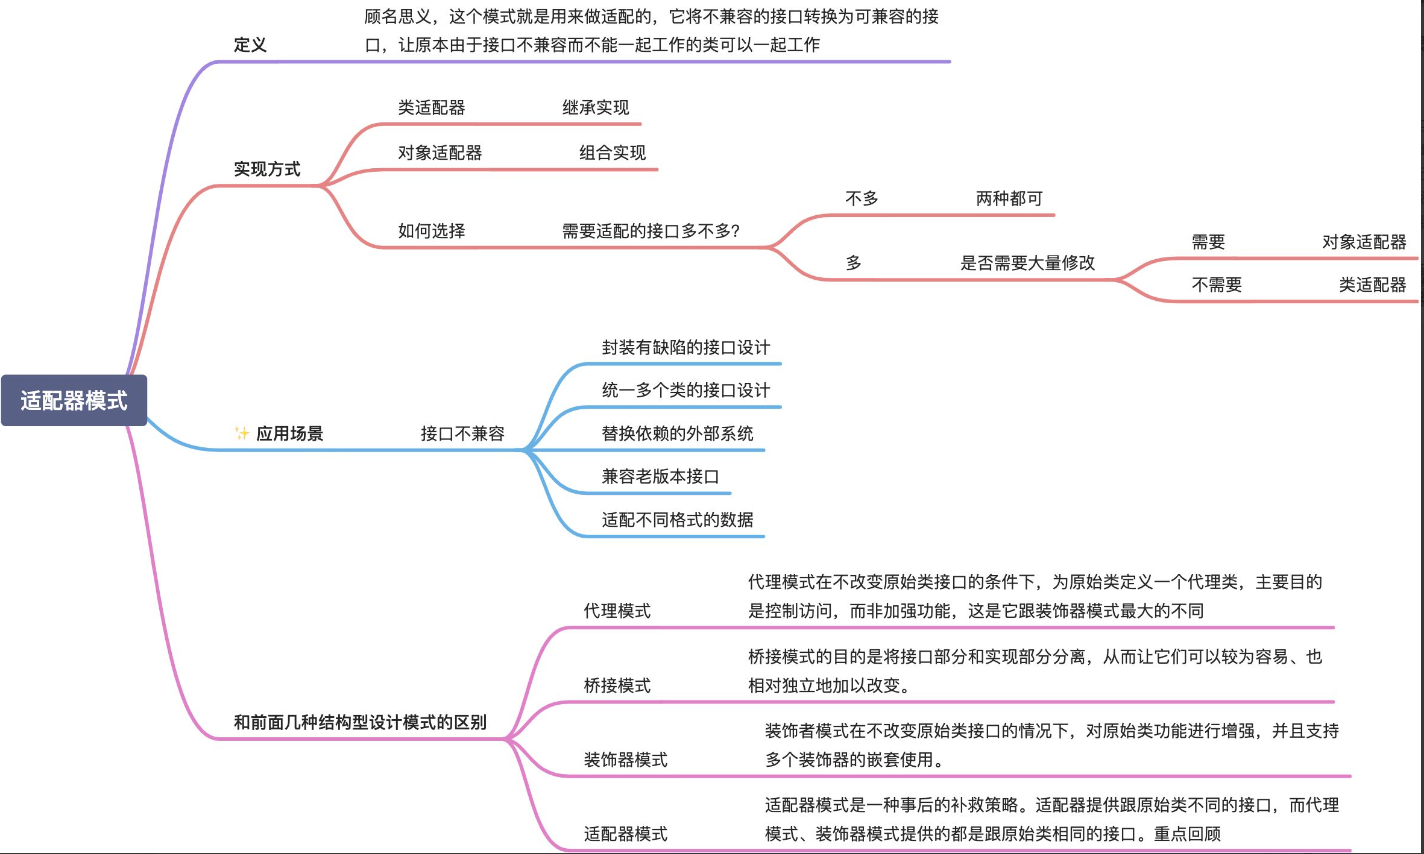 适配器模式
定义
顾名思义，这个模式就是用来做适配的，它将不兼容的接口转换为可兼容的接
口，让原本由于接口不兼容而不能一起工作的类可以一起工作
实现方式
类适配器
继承实现
对象适配器
组合实现
如何选择
需要适配的接口多不多？
不多
两种都可
多
是否需要大量修改
需要
对象适配器
不需要
类适配器
✨ 应用场景
接口不兼容
封装有缺陷的接口设计
统一多个类的接口设计
替换依赖的外部系统
兼容老版本接口
适配不同格式的数据
和前面几种结构型设计模式的区别
代理模式
代理模式在不改变原始类接口的条件下，为原始类定义一个代理类，主要目的
是控制访问，而非加强功能，这是它跟装饰器模式最大的不同
桥接模式
桥接模式的目的是将接口部分和实现部分分离，从而让它们可以较为容易、也
相对独立地加以改变。
装饰器模式
装饰者模式在不改变原始类接口的情况下，对原始类功能进行增强，并且支持
多个装饰器的嵌套使用。
适配器模式
适配器模式是一种事后的补救策略。适配器提供跟原始类不同的接口，而代理
模式、装饰器模式提供的都是跟原始类相同的接口。重点回顾